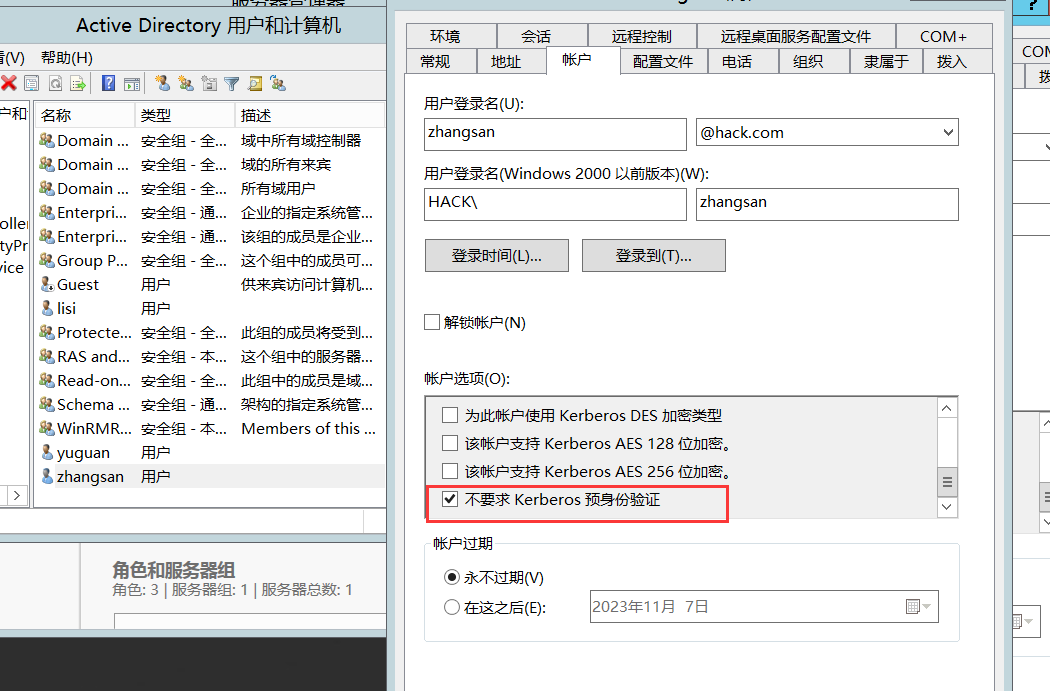 服务器管理器
Active Directory 用户和计算机
看(V) 帮助(H)
户和
oller
tyPr
vice
名称 类型 描述
Domain ... 安全组 - 全... 域中所有域控制器
Domain ... 安全组 - 全... 域的所有来宾
Domain ... 安全组 - 全... 所有域用户
Enterpri... 安全组 - 通... 企业的指定系统管...
Enterpri... 安全组 - 通... 该组的成员是企业...
Group P... 安全组 - 全... 这个组中的成员可...
Guest 用户 供来宾访问计算机...
lisi 用户
Protecte... 安全组 - 全... 此组的成员将受到...
RAS and... 安全组 - 本... 这个组中的服务器...
Read-on... 安全组 - 全... 此组中的成员是域...
Schema ... 安全组 - 通... 架构的指定系统管...
WinRMR... 安全组 - 本... Members of this ...
yuguan 用户
zhangsan 用户
角色和服务器组
角色: 3 | 服务器组: 1 | 服务器总数: 1
环境 会话 远程控制 远程桌面服务配置文件 COM+
常规 地址 帐户 配置文件 电话 组织 隶属于 拨入
用户登录名(U):
zhangsan @hack.com
用户登录名(Windows 2000 以前版本)(W):
HACK\ zhangsan
登录时间(L)... 登录到(T)...
解锁帐户(N)
帐户选项(O):
为此帐户使用 Kerberos DES 加密类型
该帐户支持 Kerberos AES 128 位加密。
该帐户支持 Kerberos AES 256 位加密。
不要求 Kerberos 预身份验证
帐户过期
永不过期(V)
在这之后(E): 2023年11月 7日
?
COM
拨